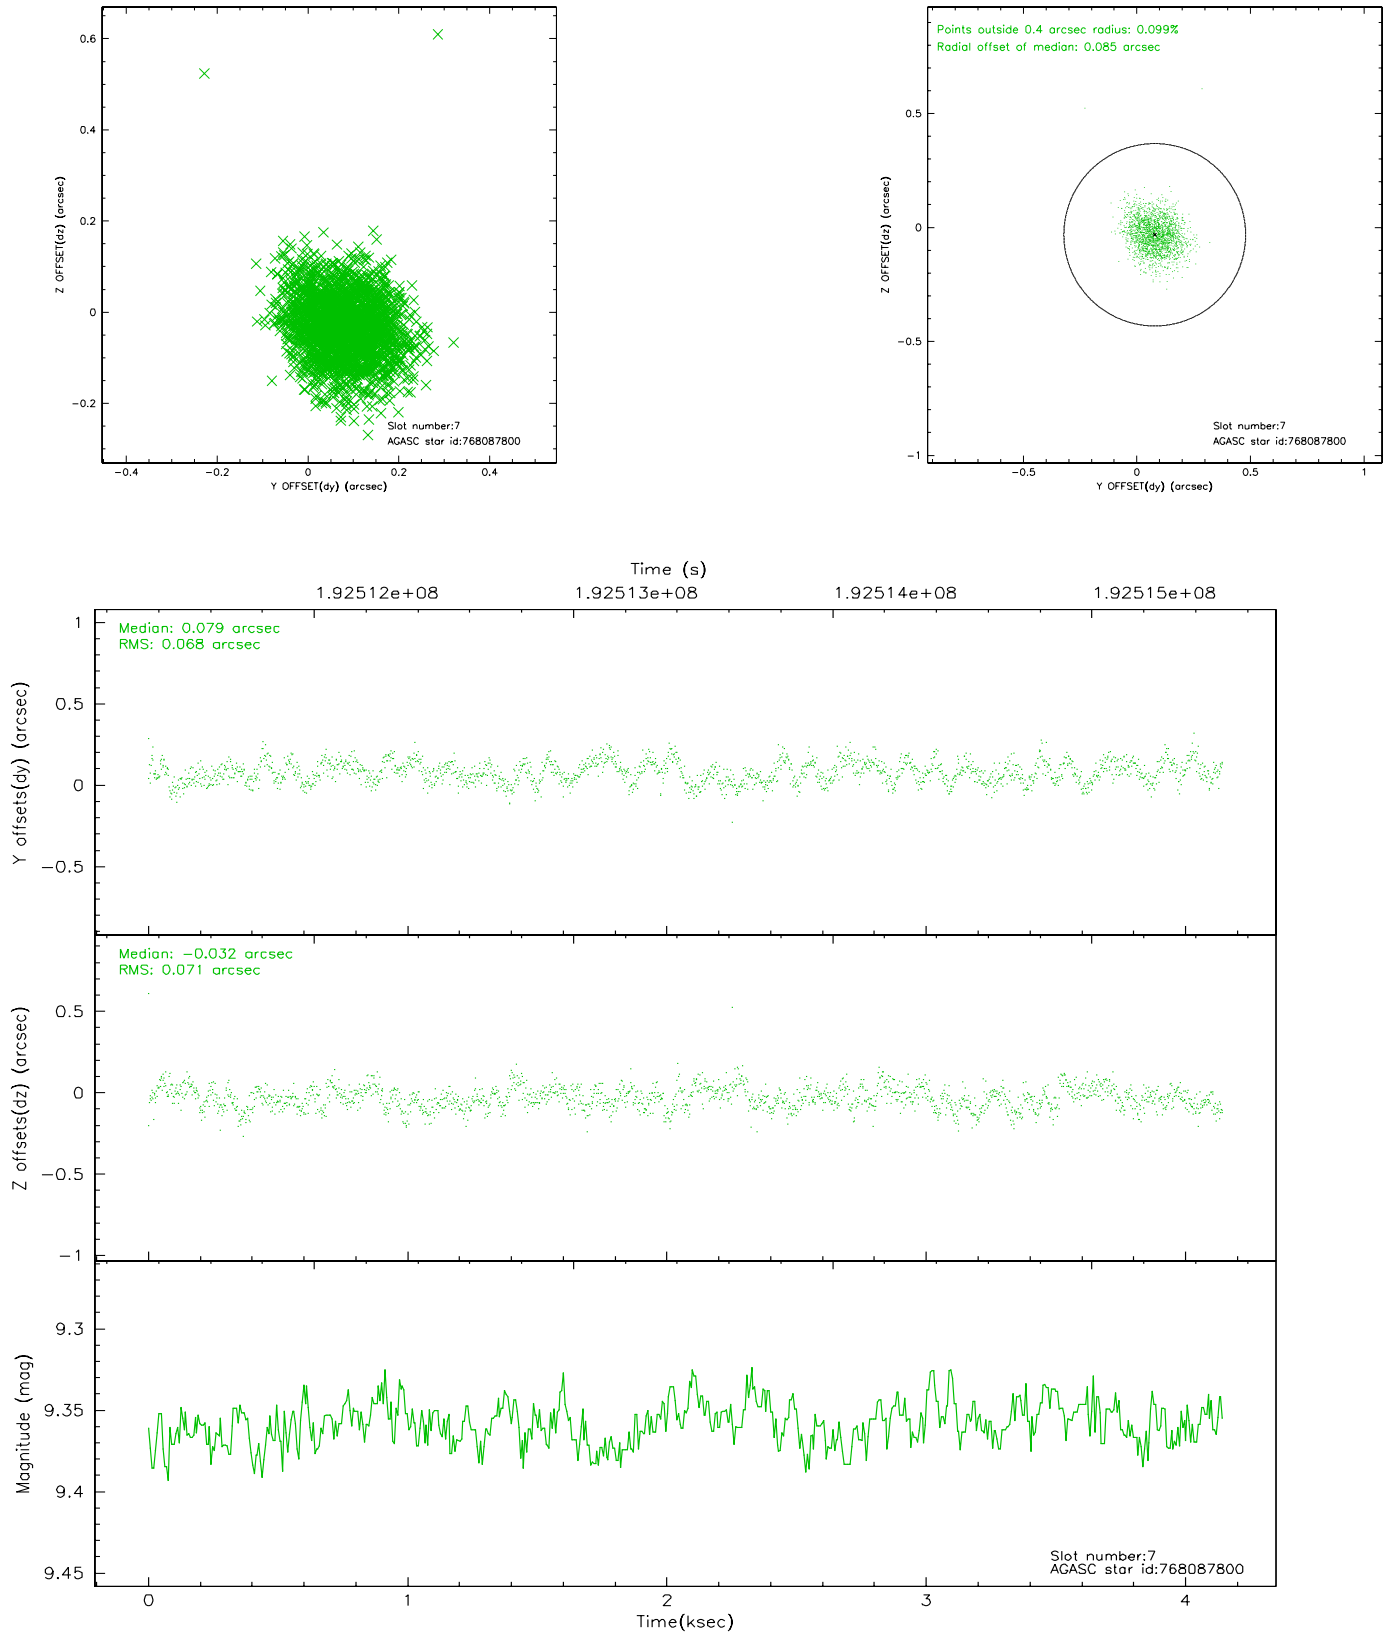 0.6
0.4
0.2
0
−0.2
Z OFFSET(dz) (arcsec)
−0.4 −0.2 0 0.2 0.4
Y OFFSET(dy) (arcsec)
Slot number:7
AGASC star id:768087800
Points outside 0.4 arcsec radius: 0.099%
Radial offset of median: 0.085 arcsec
0.5
0
−0.5
−1
Z OFFSET(dz) (arcsec)
−0.5 0 0.5 1
Y OFFSET(dy) (arcsec)
Slot number:7
AGASC star id:768087800
Time (s)
1.92512e+08 1.92513e+08 1.92514e+08 1.92515e+08
Median: 0.079 arcsec
RMS: 0.068 arcsec
1
0.5
0
−0.5
Y offsets(dy) (arcsec)
Median: −0.032 arcsec
RMS: 0.071 arcsec
0.5
0
−0.5
−1
Z offsets(dz) (arcsec)
9.3
9.35
9.4
9.45
Magnitude (mag)
Slot number:7
AGASC star id:768087800
0 1 2 3 4
Time(ksec)